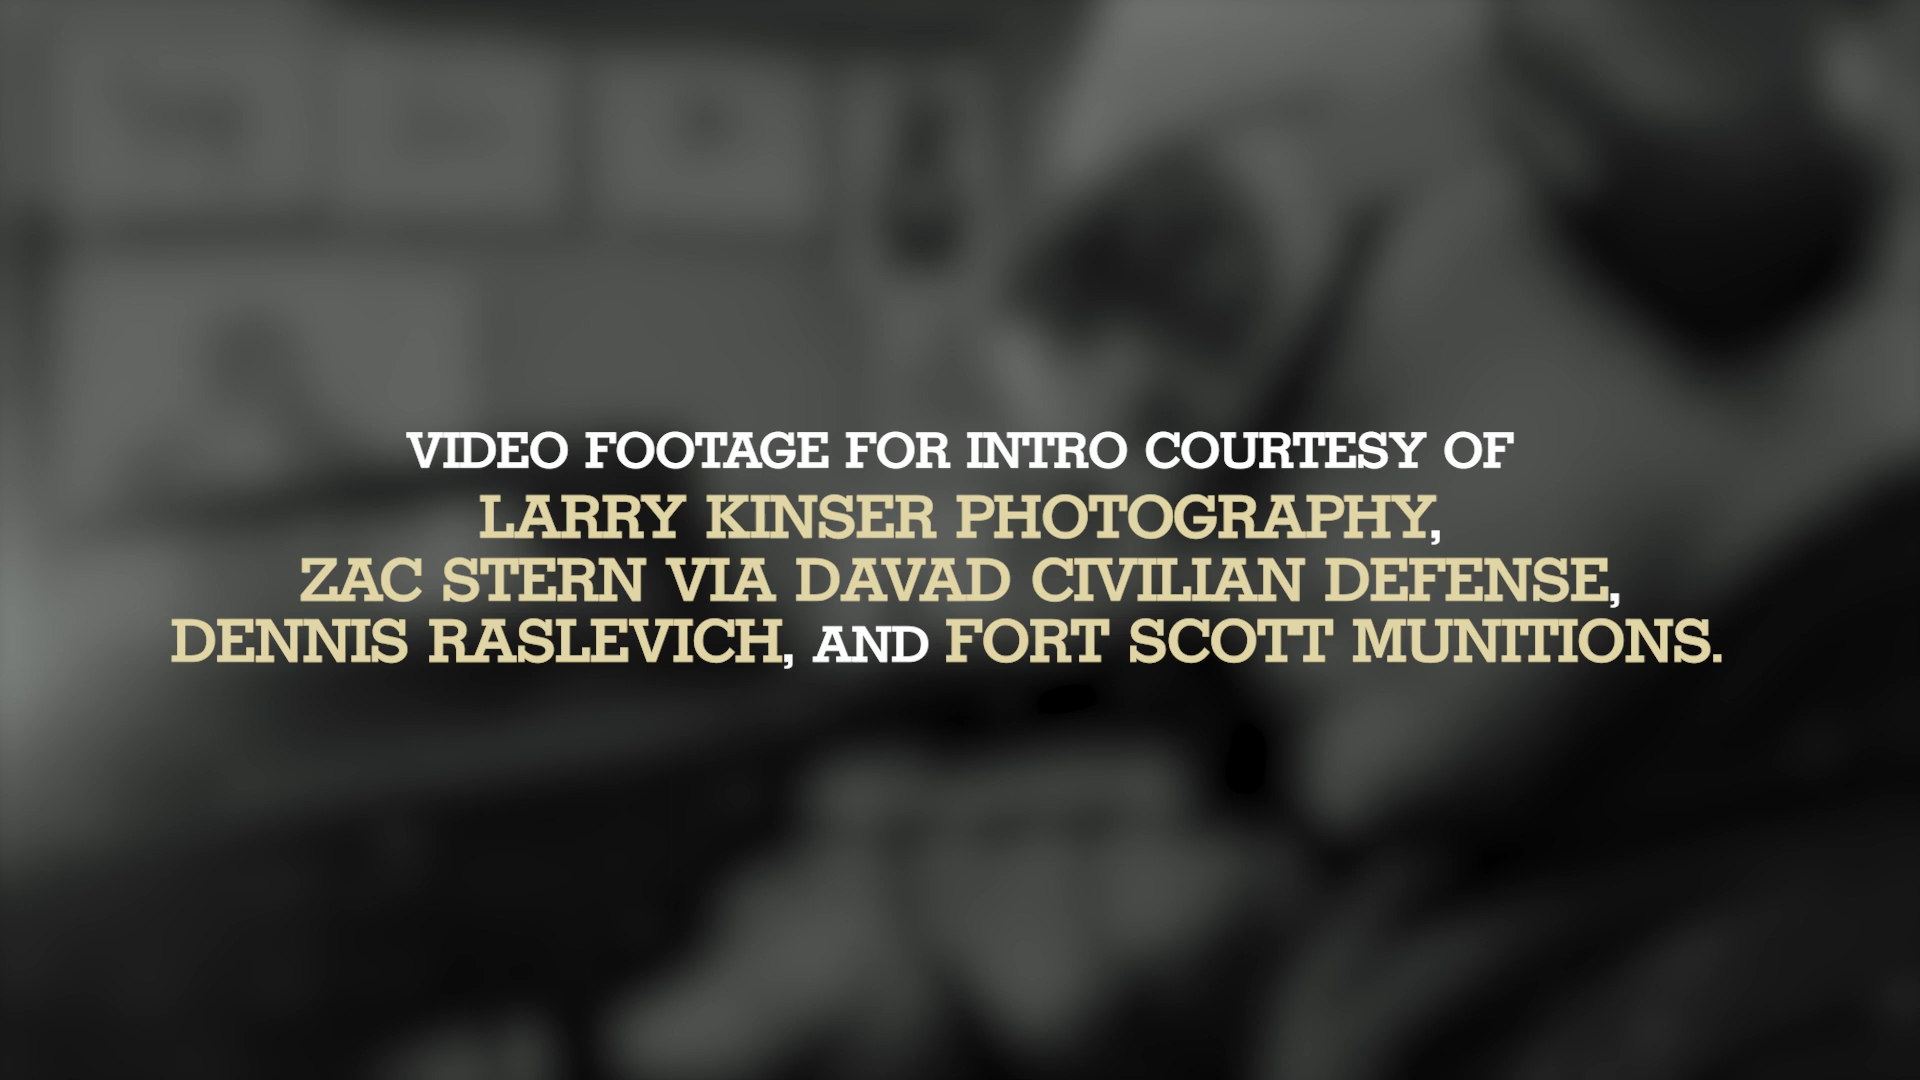 VIDEO FOOTAGE FOR INTRO COURTESY OF
LARRY KINSER PHOTOGRAPHY,
ZAC STERN VIA DAVAD CIVILIAN DEFENSE,
DENNIS RASLEVICH, AND FORT SCOTT MUNITIONS.